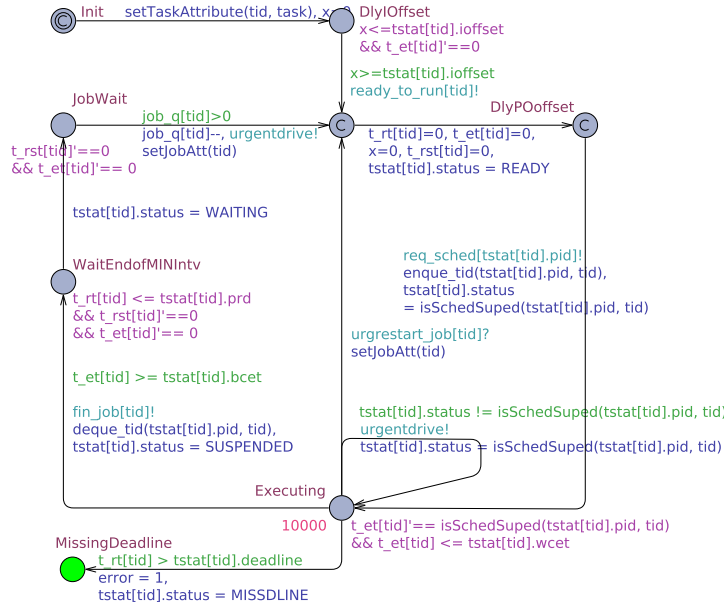 Init
setTaskAttribute(tid, task), x=0
DlyIOffset
x<=tstat[tid].ioffset
&& t_et[tid]'==0
x>=tstat[tid].ioffset
ready_to_run[tid]!
JobWait
DlyPOoffset
job_q[tid]>0
C
C
C
job_q[tid]--, urgentdrive!
setJobAtt(tid)
t_rst[tid]'==0
&& t_et[tid]'== 0
t_rt[tid]=0, t_et[tid]=0,
x=0, t_rst[tid]=0,
tstat[tid].status = READY
tstat[tid].status = WAITING
WaitEndofMINIntv
t_rt[tid] <= tstat[tid].prd
&& t_rst[tid]'==0
&& t_et[tid]'== 0
req_sched[tstat[tid].pid]!
enque_tid(tstat[tid].pid, tid),
tstat[tid].status
= isSchedSuped(tstat[tid].pid, tid)
urgrestart_job[tid]?
setJobAtt(tid)
t_et[tid] >= tstat[tid].bcet
fin_job[tid]!
deque_tid(tstat[tid].pid, tid),
tstat[tid].status = SUSPENDED
tstat[tid].status != isSchedSuped(tstat[tid].pid, tid)
urgentdrive!
tstat[tid].status = isSchedSuped(tstat[tid].pid, tid)
Executing
10000
t_et[tid]'== isSchedSuped(tstat[tid].pid, tid)
&& t_et[tid] <= tstat[tid].wcet
MissingDeadline
t_rt[tid] > tstat[tid].deadline
error = 1,
tstat[tid].status = MISSDLINE